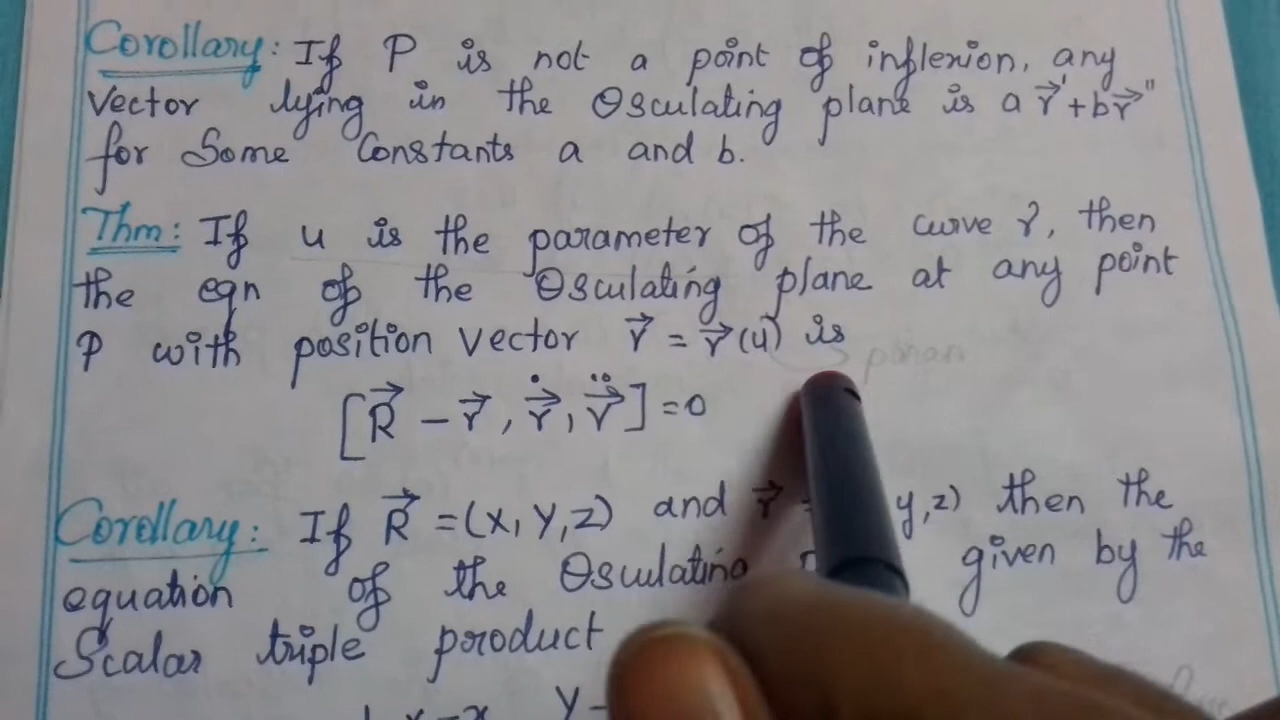 Corollary: If P is not a point of inflexion, any
Vector lying in the Osculating plane is a r⃗' + b r⃗"
for Some Constants a and b.
Thm: If u is the parameter of the curve r, then
the eqn of the Osculating plane at any point
P with position vector r⃗ = r⃗(u) is
[R⃗ - r⃗, ṙ⃗, r̈⃗] = 0
Corollary: If R⃗ = (X, Y, Z) and r⃗ y, z) then the
equation of the Osculating given by the
Scalar triple product
X-x Y-